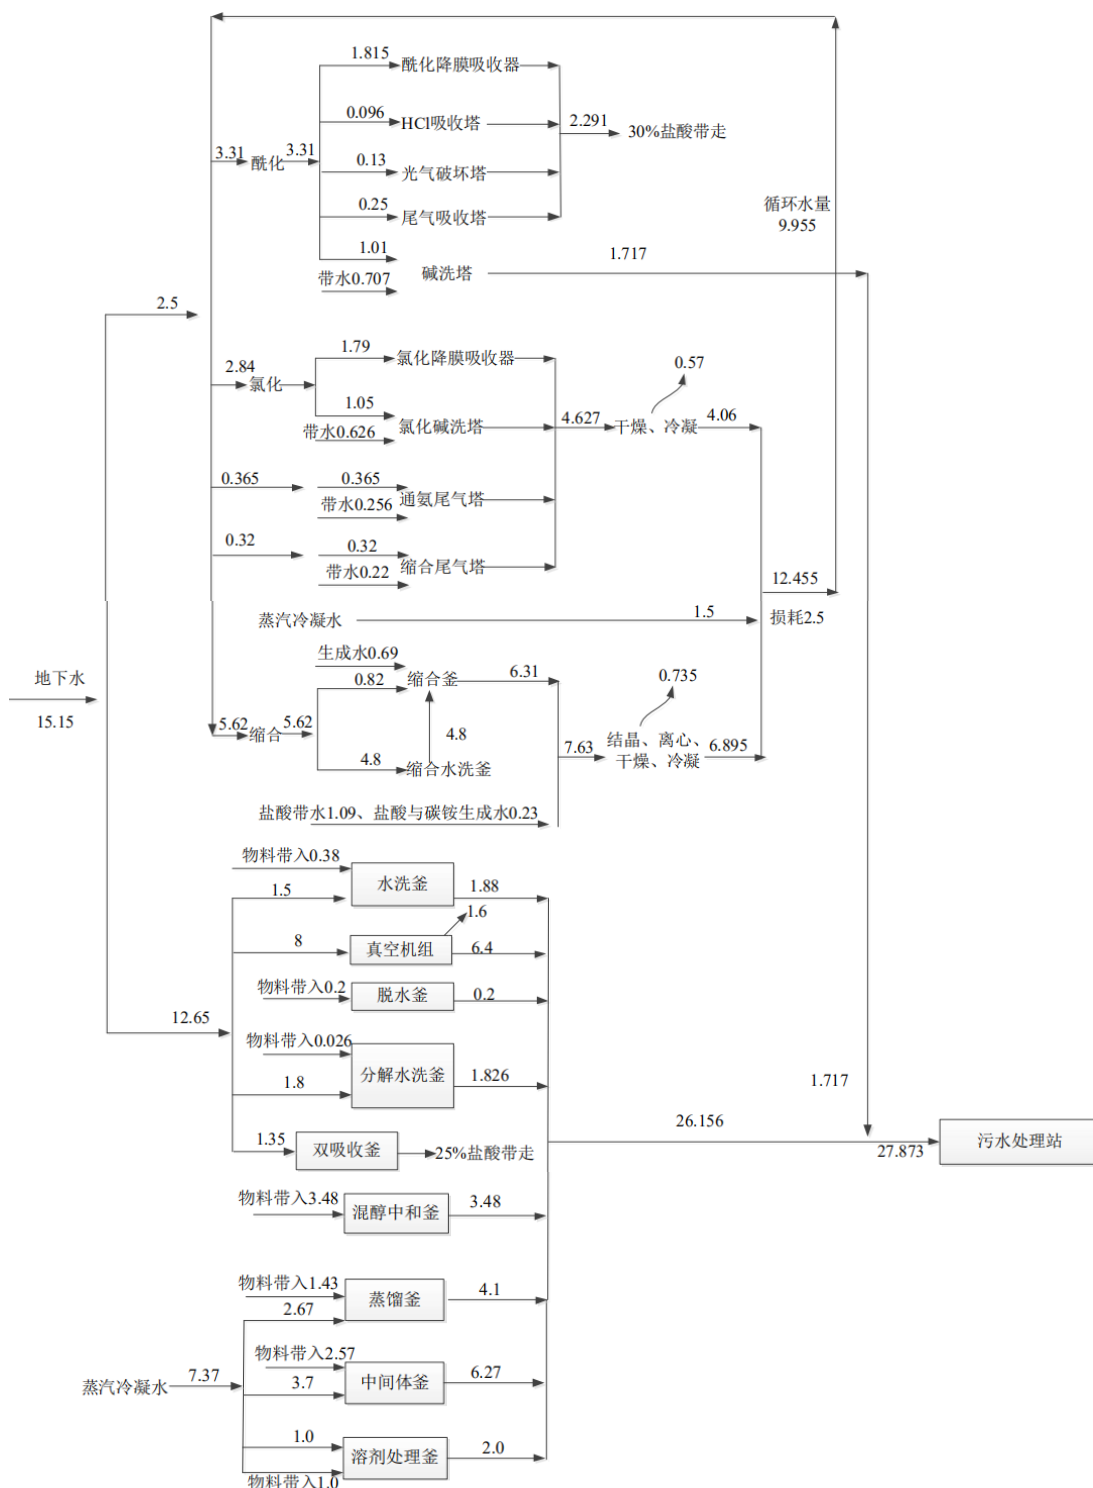 1.815
酰化降膜吸收器
0.096
HCl吸收塔
2.291
30%盐酸带走
3.31
酰化
3.31
0.13
光气破坏塔
0.25
尾气吸收塔
循环水量
9.955
1.01
碱洗塔
1.717
带水0.707
2.5
1.79
氯化降膜吸收器
0.57
2.84
氯化
1.05
氯化碱洗塔
4.627
干燥、冷凝
4.06
带水0.626
0.365
0.365
通氨尾气塔
带水0.256
0.32
0.32
缩合尾气塔
带水0.22
12.455
蒸汽冷凝水
1.5
损耗2.5
生成水0.69
地下水
15.15
0.82
缩合釜
6.31
0.735
5.62
缩合
5.62
4.8
7.63
结晶、离心、
干燥、冷凝
6.895
4.8
缩合水洗釜
盐酸带水1.09、盐酸与碳铵生成水0.23
物料带入0.38
水洗釜
1.5
1.88
1.6
8
真空机组
6.4
物料带入0.2
脱水釜
0.2
12.65
物料带入0.026
分解水洗釜
1.8
1.826
1.717
26.156
1.35
双吸收釜
25%盐酸带走
27.873
污水处理站
物料带入3.48
混醇中和釜
3.48
物料带入1.43
蒸馏釜
4.1
2.67
物料带入2.57
中间体釜
6.27
蒸汽冷凝水
7.37
3.7
1.0
溶剂处理釜
2.0
物料带入1.0